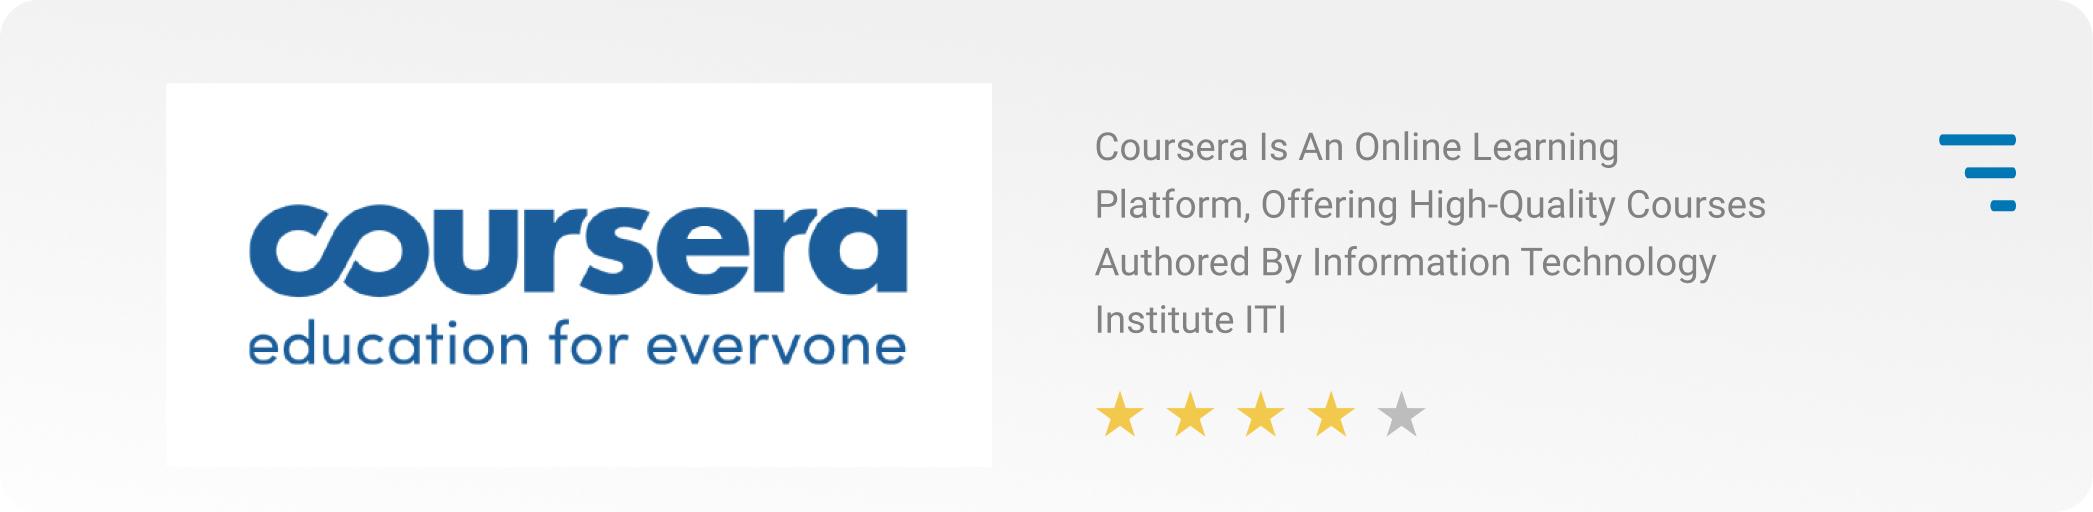 coursera
education for everyone
Coursera Is An Online Learning
Platform, Offering High-Quality Courses
Authored By Information Technology
Institute ITI